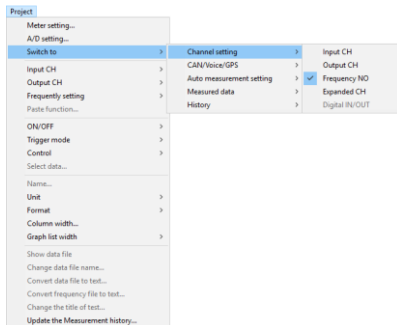 Project
Meter setting...
A/D setting...
Switch to
Input CH
Output CH
Frequently setting
Paste function...
ON/OFF
Trigger mode
Control
Select data...
Name...
Unit
Format
Column width...
Graph list width
Show data file
Change data file name...
Convert data file to text...
Convert frequency file to text...
Change the title of test...
Update the Measurement history...
Channel setting
CAN/Voice/GPS
Auto measurement setting
Measured data
History
Input CH
Output CH
Frequency NO
Expanded CH
Digital IN/OUT